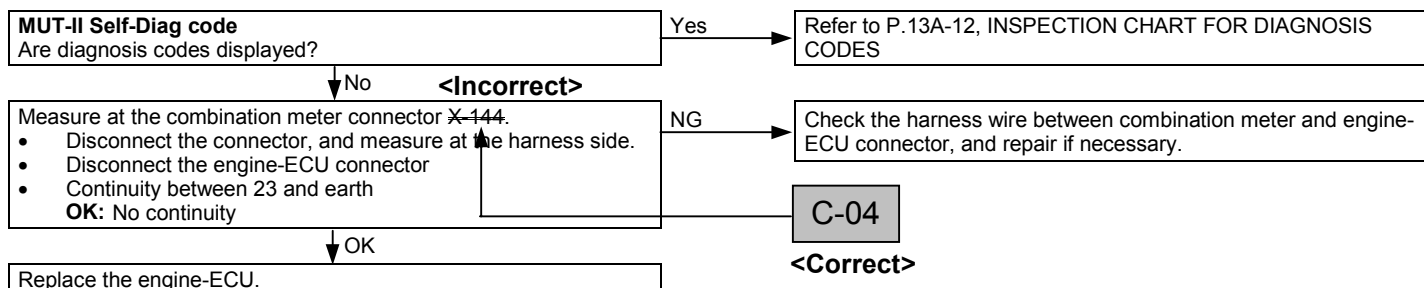 MUT-II Self-Diag code
Are diagnosis codes displayed?
Yes
Refer to P.13A-12, INSPECTION CHART FOR DIAGNOSIS
CODES
No
<Incorrect>
Measure at the combination meter connector X-144.
• Disconnect the connector, and measure at the harness side.
• Disconnect the engine-ECU connector
• Continuity between 23 and earth
OK: No continuity
NG
Check the harness wire between combination meter and engine-
ECU connector, and repair if necessary.
C-04
<Correct>
OK
Replace the engine-ECU.